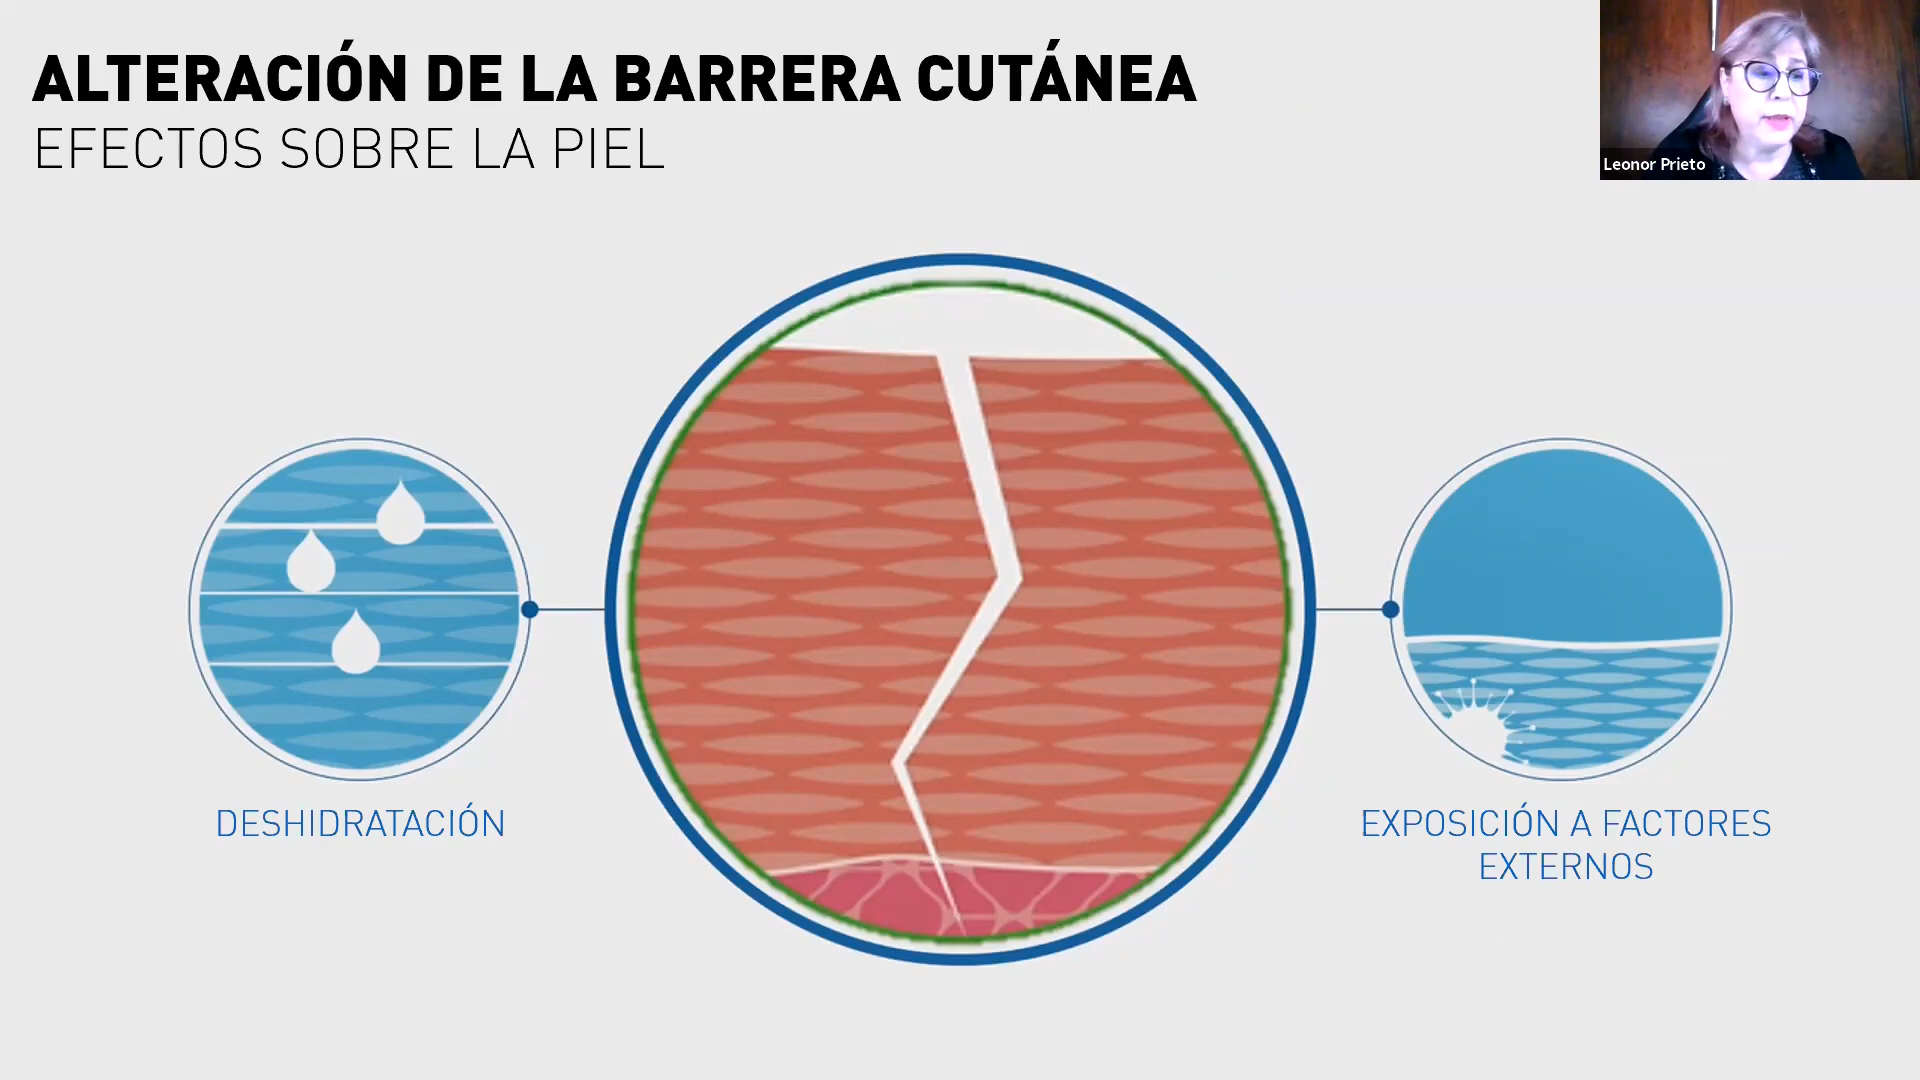 ALTERACIÓN DE LA BARRERA CUTÁNEA
EFECTOS SOBRE LA PIEL
Leonor Prieto
DESHIDRATACIÓN
EXPOSICIÓN A FACTORES
EXTERNOS